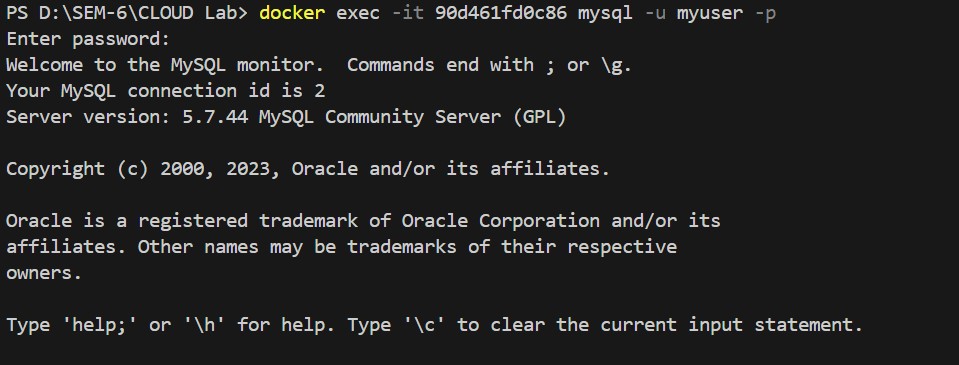 PS D:\SEM-6\CLOUD Lab> docker exec -it 90d461fd0c86 mysql -u myuser -p
Enter password:
Welcome to the MySQL monitor.  Commands end with ; or \g.
Your MySQL connection id is 2
Server version: 5.7.44 MySQL Community Server (GPL)

Copyright (c) 2000, 2023, Oracle and/or its affiliates.

Oracle is a registered trademark of Oracle Corporation and/or its
affiliates. Other names may be trademarks of their respective
owners.

Type 'help;' or '\h' for help. Type '\c' to clear the current input statement.